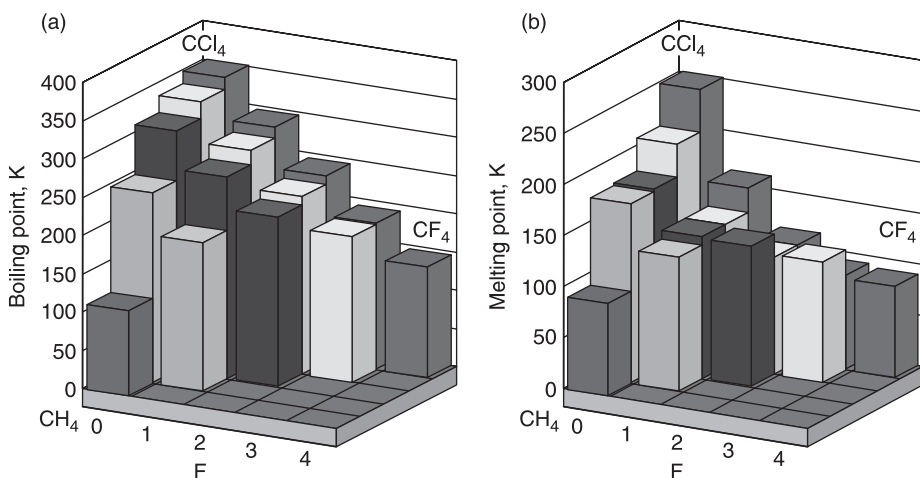 (a)
CCl4
400
350
300
250
200
150
100
50
0
Boiling point, K
CF4
CH4 0 1 2 3 4
F
(b)
CCl4
300
250
200
150
100
50
0
Melting point, K
CF4
CH4 0 1 2 3 4
F